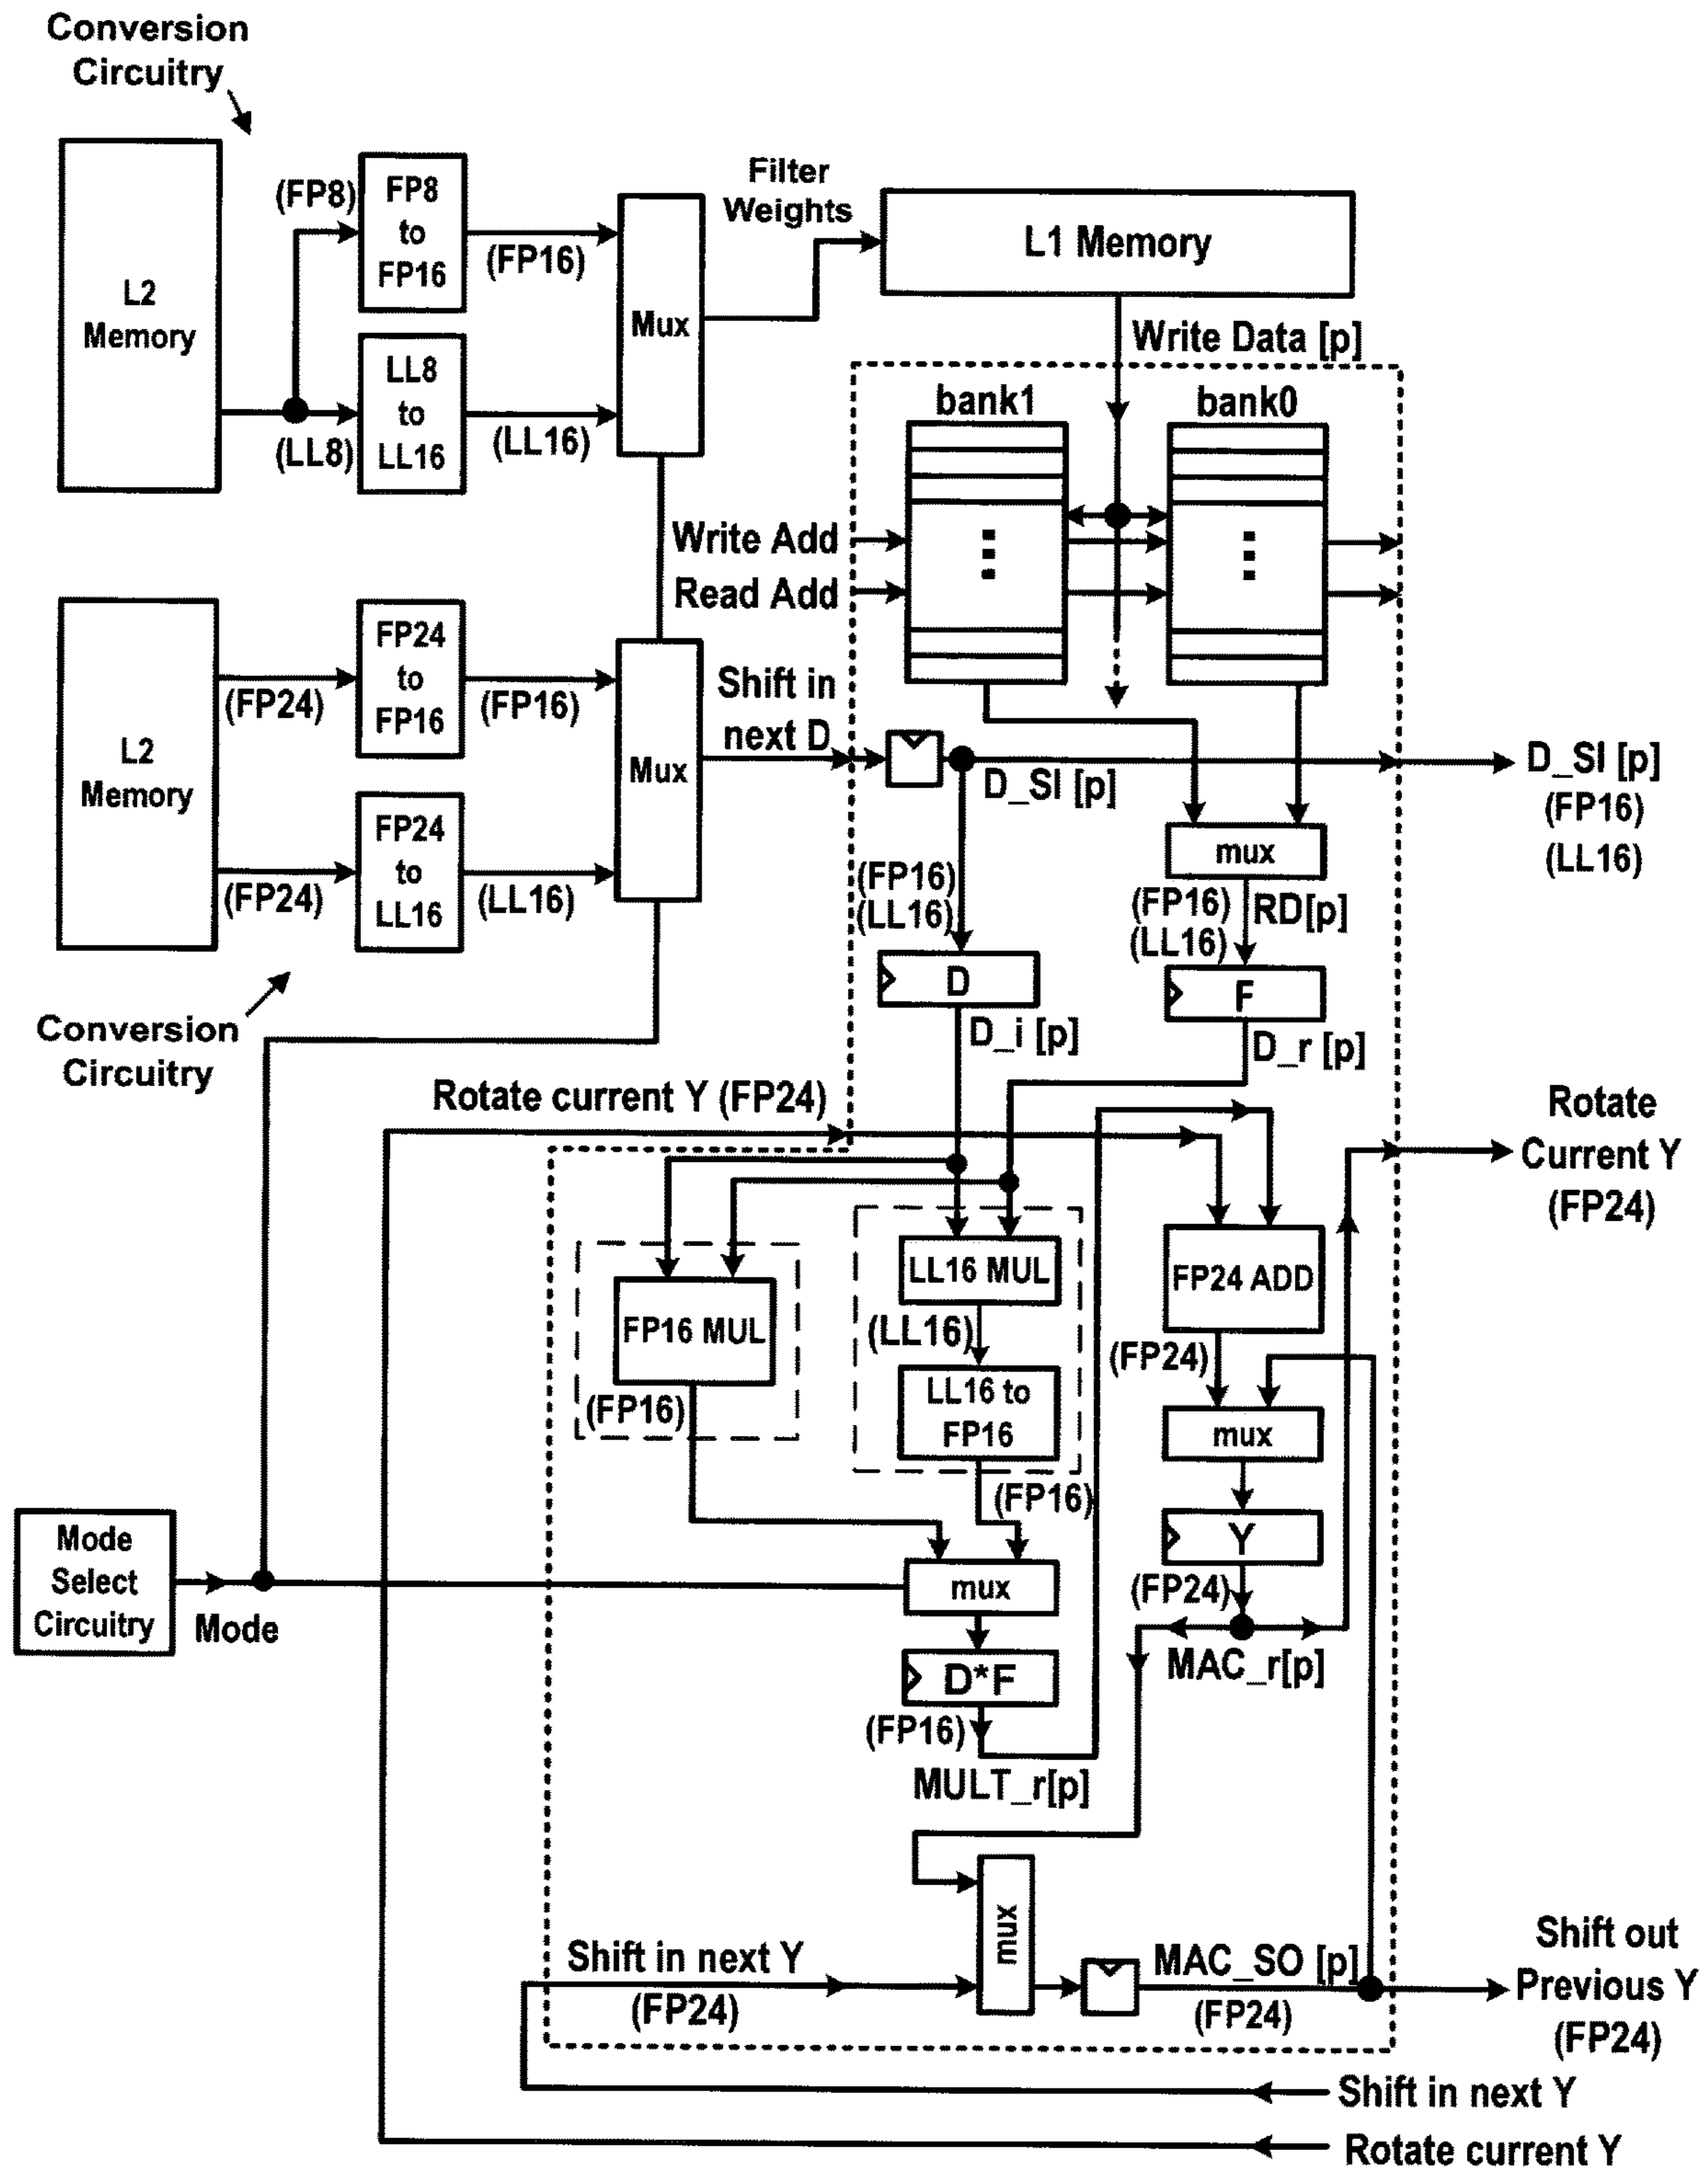 Conversion
Circuitry
L2
Memory
(FP8)
(LL8)
FP8
to
FP16
(FP16)
LL8
to
LL16
(LL16)
Mux
Filter
Weights
L1 Memory
Write Data [p]
bank1
bank0
Write Add
Read Add
L2
Memory
(FP24)
(FP24)
FP24
to
FP16
(FP16)
FP24
to
LL16
(LL16)
Mux
Shift in
next D
D_SI [p]
D_SI [p]
(FP16)
(LL16)
mux
(FP16)
(LL16)
(FP16)
(LL16)
RD[p]
D
F
D_i [p]
D_r [p]
Conversion
Circuitry
Rotate current Y (FP24)
Rotate
Current Y
(FP24)
FP16 MUL
(FP16)
LL16 MUL
(LL16)
LL16 to
FP16
(FP16)
FP24 ADD
(FP24)
mux
Y
(FP24)
MAC_r[p]
Mode
Select
Circuitry
Mode
mux
D*F
(FP16)
MULT_r[p]
Shift in next Y
(FP24)
mux
MAC_SO [p]
(FP24)
Shift out
Previous Y
(FP24)
Shift in next Y
Rotate current Y